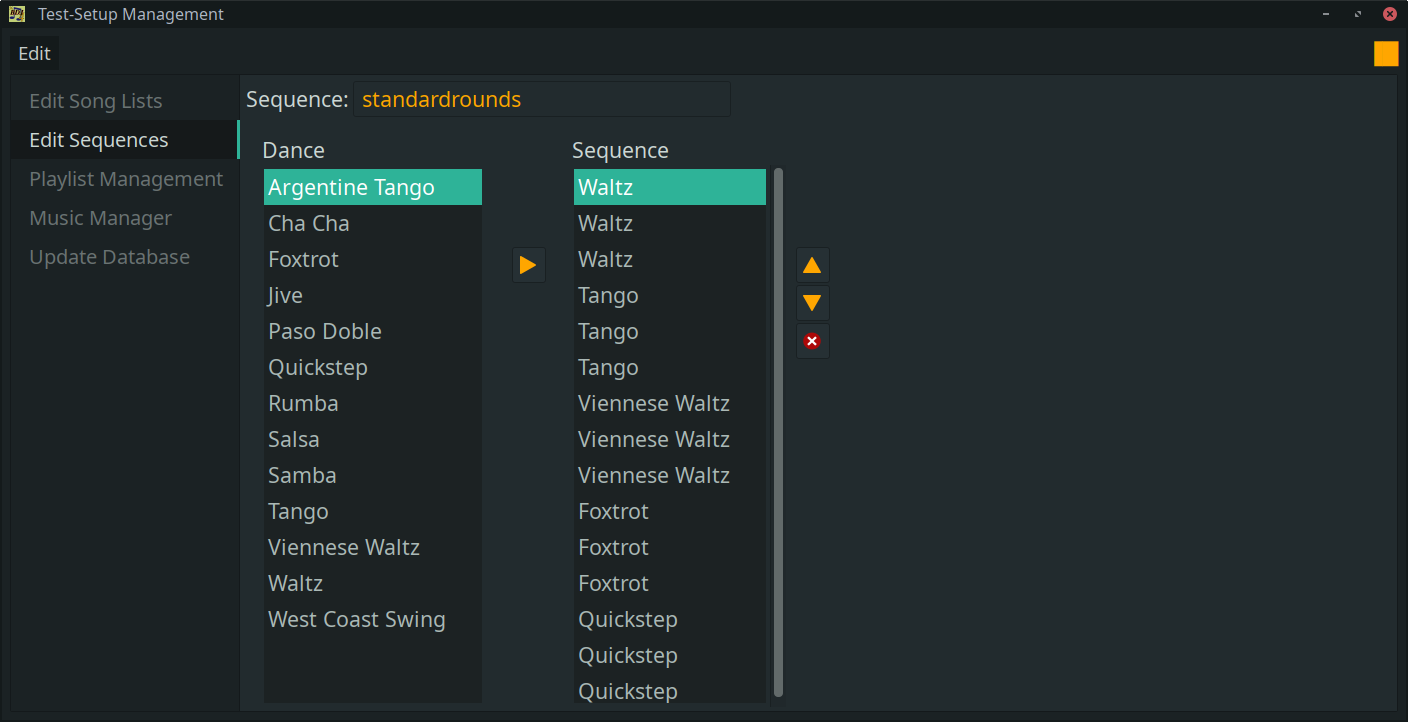 Test-Setup Management
Edit
Edit Song Lists
Edit Sequences
Playlist Management
Music Manager
Update Database
Sequence: standardrounds
Dance
Argentine Tango
Cha Cha
Foxtrot
Jive
Paso Doble
Quickstep
Rumba
Salsa
Samba
Tango
Viennese Waltz
Waltz
West Coast Swing
Sequence
Waltz
Waltz
Waltz
Tango
Tango
Tango
Viennese Waltz
Viennese Waltz
Viennese Waltz
Foxtrot
Foxtrot
Foxtrot
Quickstep
Quickstep
Quickstep